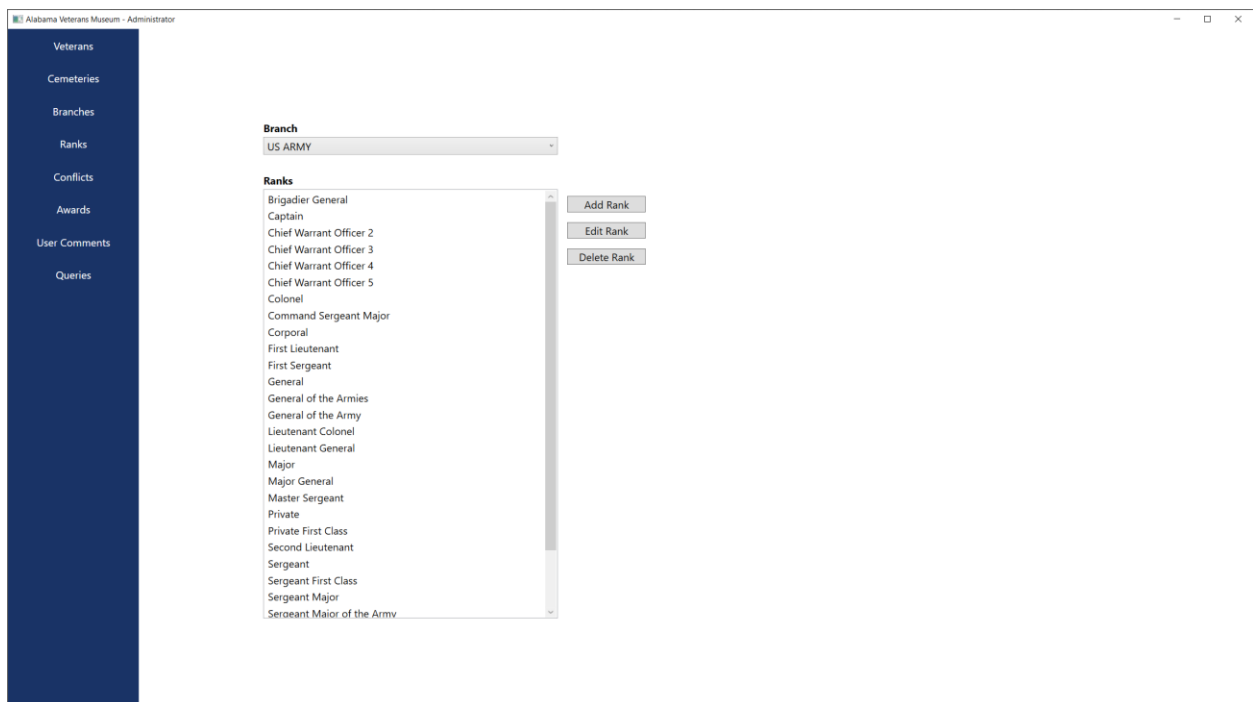 Alabama Veterans Museum - Administrator
Veterans
Cemeteries
Branches
Ranks
Conflicts
Awards
User Comments
Queries
Branch
US ARMY
Ranks
Brigadier General
Captain
Chief Warrant Officer 2
Chief Warrant Officer 3
Chief Warrant Officer 4
Chief Warrant Officer 5
Colonel
Command Sergeant Major
Corporal
First Lieutenant
First Sergeant
General
General of the Armies
General of the Army
Lieutenant Colonel
Lieutenant General
Major
Major General
Master Sergeant
Private
Private First Class
Second Lieutenant
Sergeant
Sergeant First Class
Sergeant Major
Sergeant Major of the Army
Add Rank
Edit Rank
Delete Rank